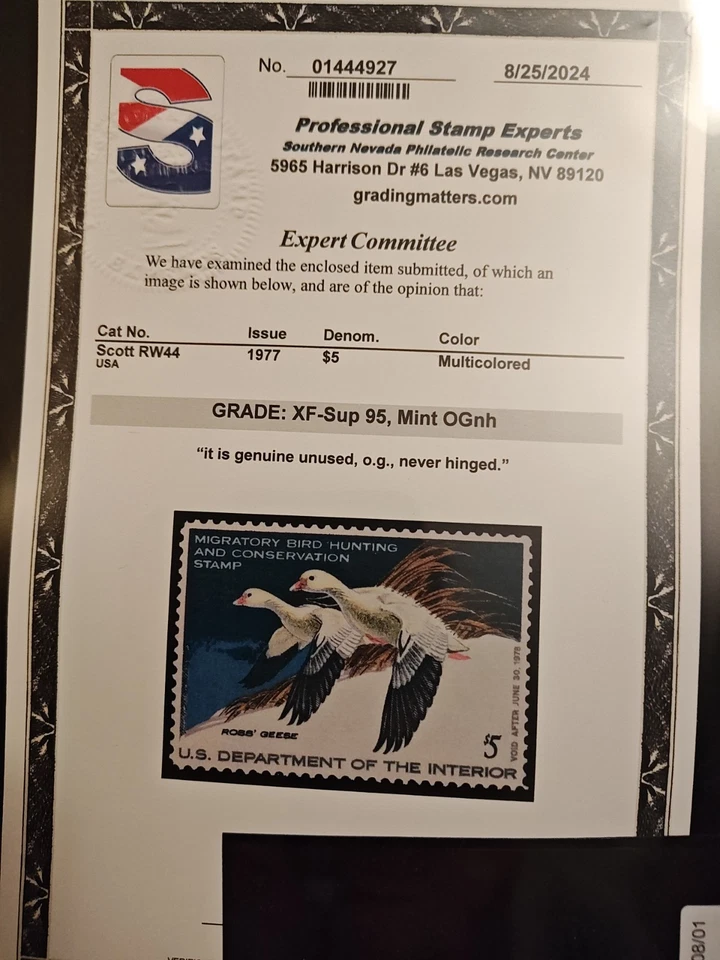 No. 01444927
8/25/2024
Professional Stamp Experts
Southern Nevada Philatelic Research Center
5965 Harrison Dr #6 Las Vegas, NV 89120
gradingmatters.com
Expert Committee
We have examined the enclosed item submitted, of which an
image is shown below, and are of the opinion that:
Cat No. Issue Denom. Color
Scott RW44 1977 $5 Multicolored
USA
GRADE: XF-Sup 95, Mint OGnh
“it is genuine unused, o.g., never hinged.”
MIGRATORY BIRD HUNTING
AND CONSERVATION
STAMP
VOID AFTER JUNE 30, 1978
ROSS' GEESE
$5
U.S. DEPARTMENT OF THE INTERIOR
08/01